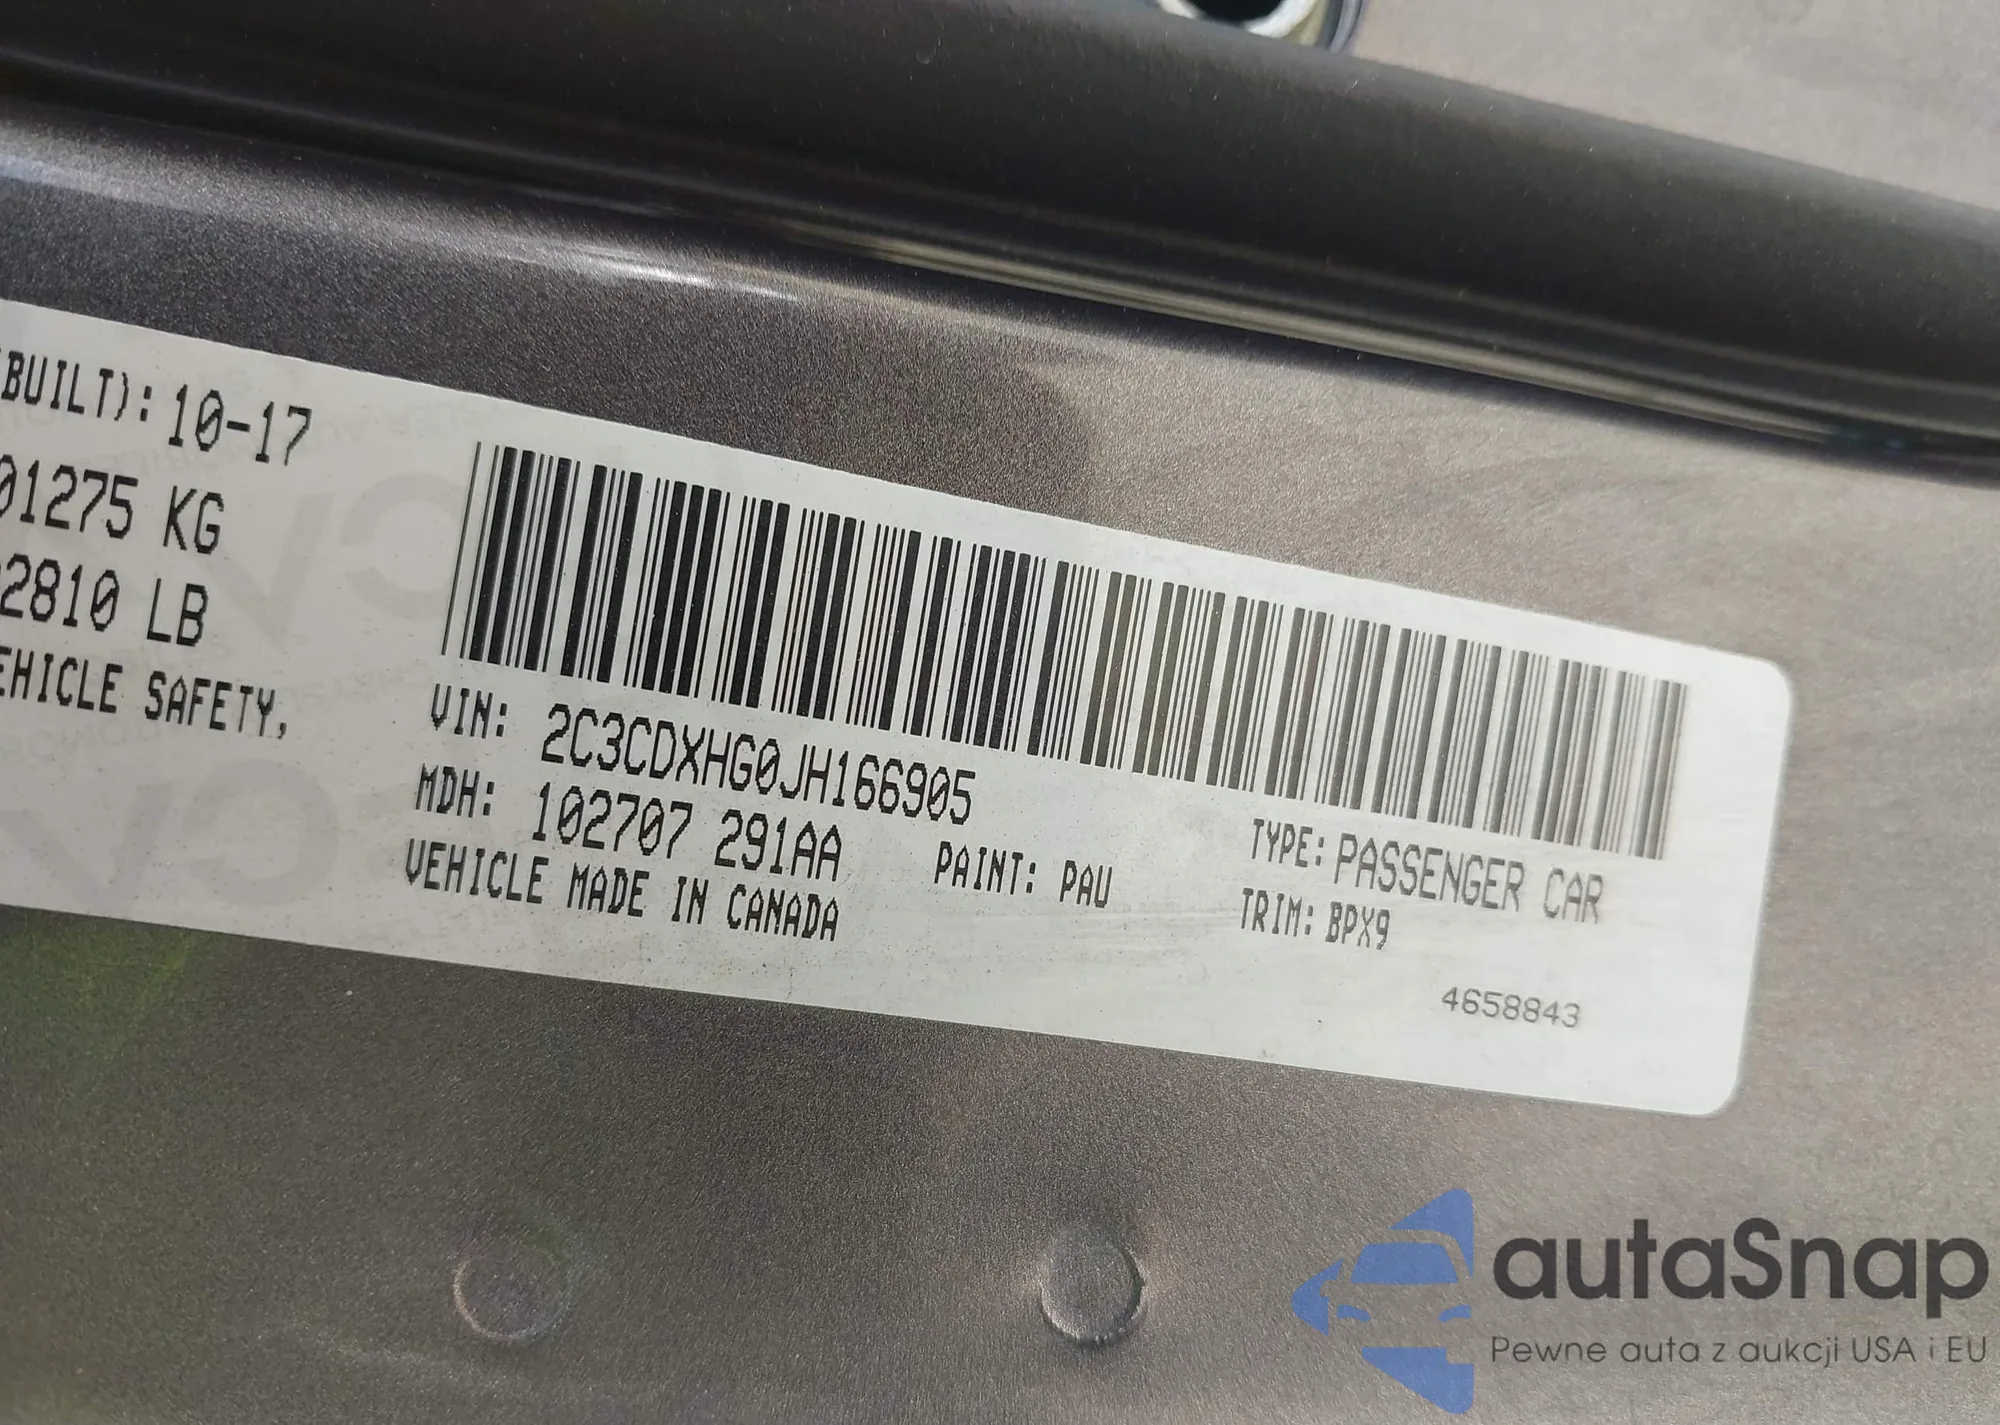 BUILT): 10-17
01275 KG
2810 LB
EHICLE SAFETY,
VIN: 2C3CDXHG0JH166905
MDH: 102707 291AA
PAINT: PAU
VEHICLE MADE IN CANADA
TYPE: PASSENGER CAR
TRIM: BPX9
4658843
autaSnap
Pewne auta z aukcji USA i EU